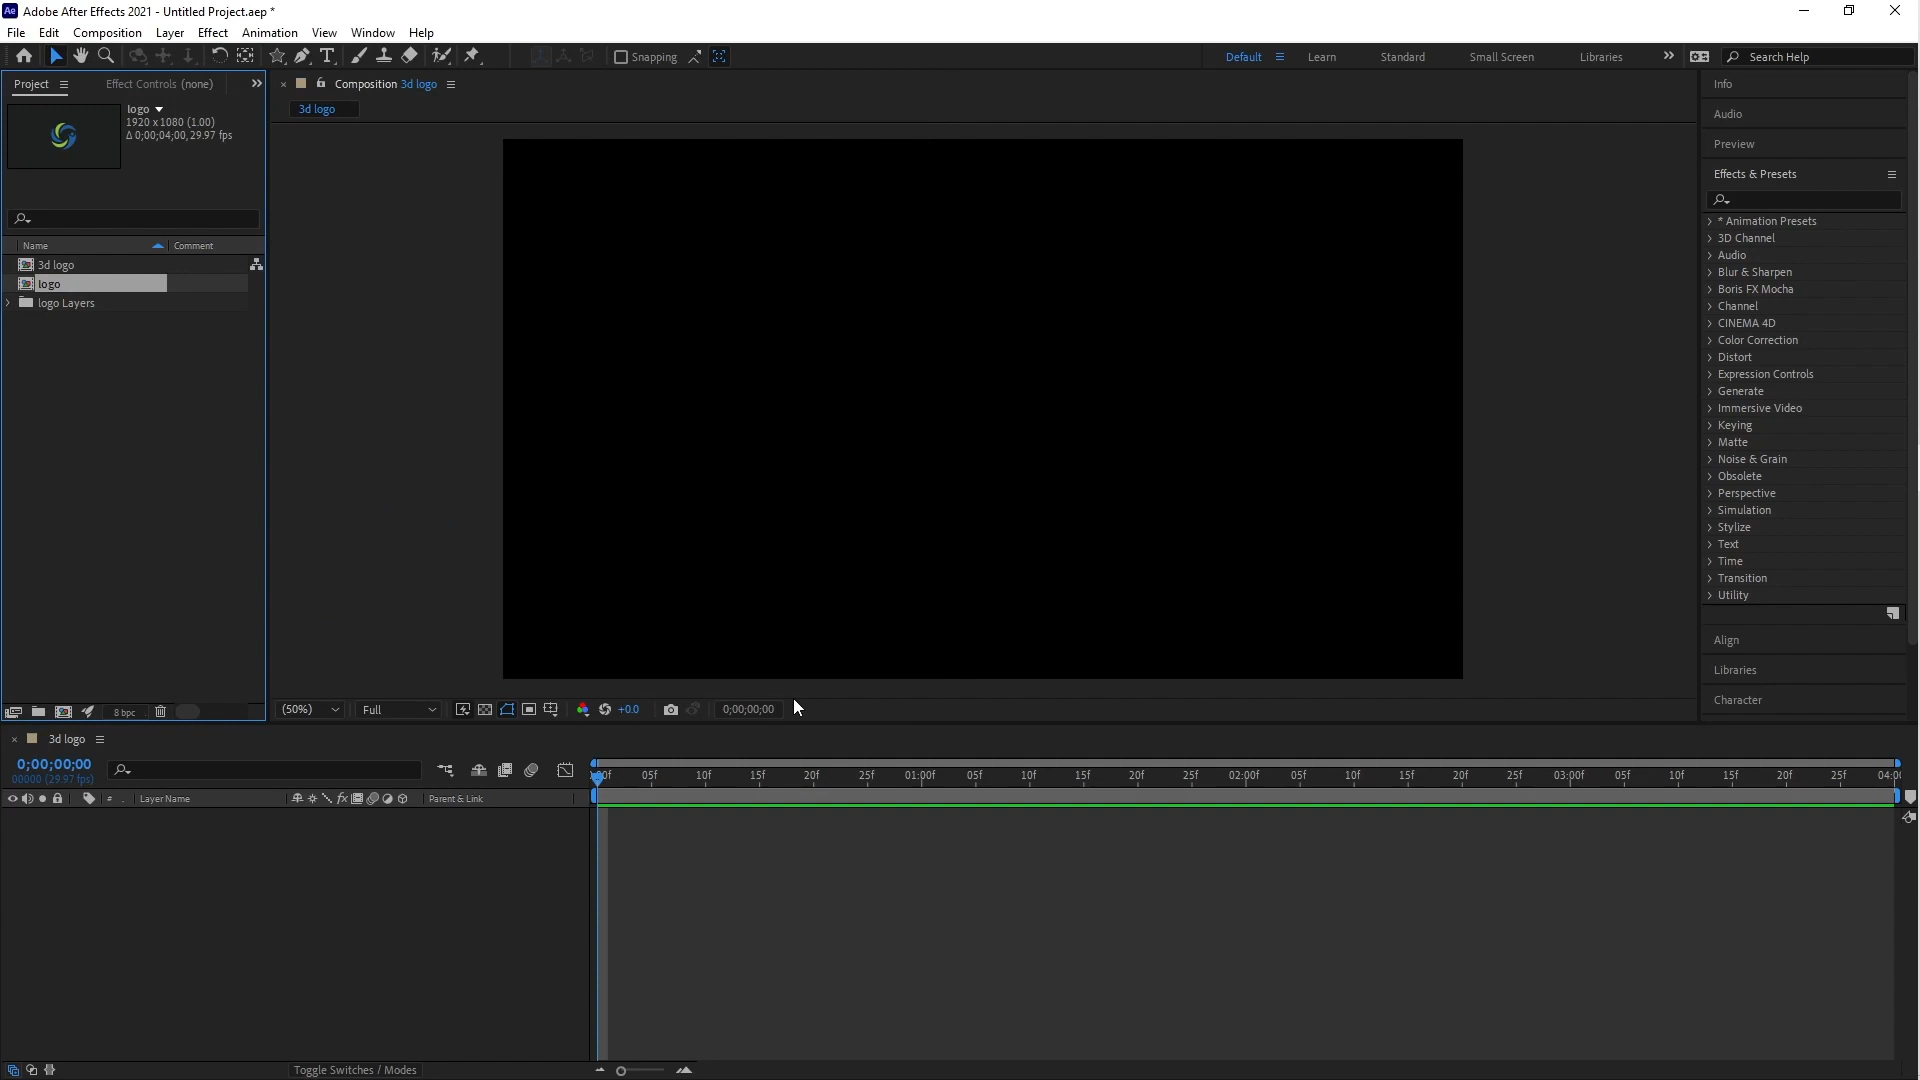 Ae Adobe After Effects 2021 - Untitled Project.aep *
File Edit Composition Layer Effect Animation View Window Help
Snapping
Default Learn Standard Small Screen Libraries Search Help
Project Effect Controls (none)
Composition 3d logo
3d logo
logo
1920 x 1080 (1.00)
Δ 0;00;04;00, 29.97 fps
Name Comment
3d logo
logo
logo Layers
8 bpc
(50%) Full +0.0 0;00;00;00
Info
Audio
Preview
Effects & Presets
* Animation Presets
3D Channel
Audio
Blur & Sharpen
Boris FX Mocha
Channel
CINEMA 4D
Color Correction
Distort
Expression Controls
Generate
Immersive Video
Keying
Matte
Noise & Grain
Obsolete
Perspective
Simulation
Stylize
Text
Time
Transition
Utility
Align
Libraries
Character
3d logo
0;00;00;00
00000 (29.97 fps)
05f 10f 15f 20f 25f 01:00f 05f 10f 15f 20f 25f 02:00f 05f 10f 15f 20f 25f 03:00f 05f 10f 15f 20f 25f
# . Layer Name fx Parent & Link
Toggle Switches / Modes